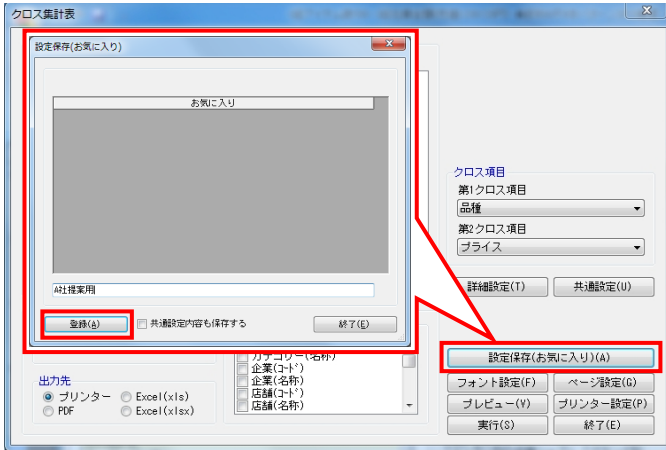 クロス集計表
設定保存(お気に入り)
お気に入り
A社提案用
登録(A)
共通設定内容も保存する
終了(E)
クロス項目
第1クロス項目
品種
第2クロス項目
プライス
詳細設定(T)
共通設定(U)
設定保存(お気に入り)(A)
フォント設定(F)
ページ設定(G)
プレビュー(V)
プリンター設定(P)
実行(S)
終了(E)
カテゴリー(名称)
企業(コード)
企業(名称)
店舗(コード)
店舗(名称)
出力先
プリンター
Excel(xls)
PDF
Excel(xlsx)